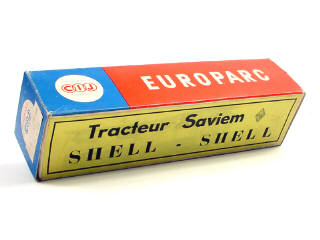 CIJ
EUROPARC
Tracteur Saviem
SHELL - SHELL